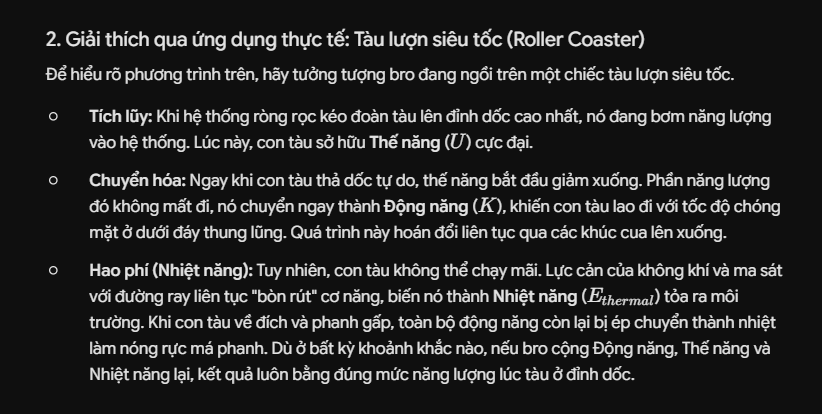 2. Giải thích qua ứng dụng thực tế: Tàu lượn siêu tốc (Roller Coaster)
Để hiểu rõ phương trình trên, hãy tưởng tượng bro đang ngồi trên một chiếc tàu lượn siêu tốc.
Tích lũy: Khi hệ thống ròng rọc kéo đoàn tàu lên đỉnh dốc cao nhất, nó đang bơm năng lượng
vào hệ thống. Lúc này, con tàu sở hữu Thế năng (U) cực đại.
Chuyển hóa: Ngay khi con tàu thả dốc tự do, thế năng bắt đầu giảm xuống. Phần năng lượng
đó không mất đi, nó chuyển ngay thành Động năng (K), khiến con tàu lao đi với tốc độ chóng
mặt ở dưới đáy thung lũng. Quá trình này hoán đổi liên tục qua các khúc cua lên xuống.
Hao phí (Nhiệt năng): Tuy nhiên, con tàu không thể chạy mãi. Lực cản của không khí và ma sát
với đường ray liên tục "bòn rút" cơ năng, biến nó thành Nhiệt năng (E_thermal) tỏa ra môi
trường. Khi con tàu về đích và phanh gấp, toàn bộ động năng còn lại bị ép chuyển thành nhiệt
làm nóng rực má phanh. Dù ở bất kỳ khoảnh khắc nào, nếu bro cộng Động năng, Thế năng và
Nhiệt năng lại, kết quả luôn bằng đúng mức năng lượng lúc tàu ở đỉnh dốc.